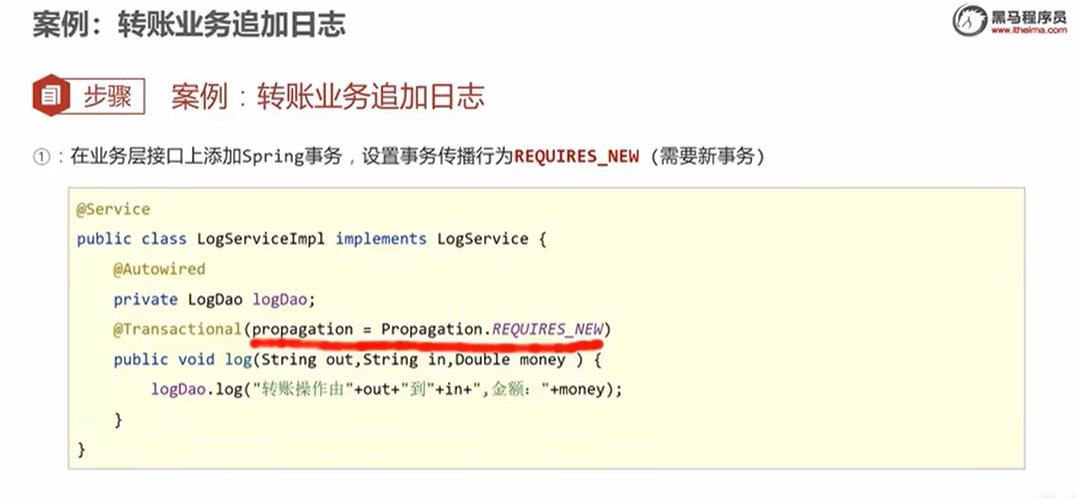 案例：转账业务追加日志
黑马程序员
www.itheima.com
步骤
案例：转账业务追加日志
①：在业务层接口上添加Spring事务，设置事务传播行为REQUIRES_NEW（需要新事务）
@Service
public class LogServiceImpl implements LogService {
@Autowired
private LogDao logDao;
@Transactional(propagation = Propagation.REQUIRES_NEW)
public void log(String out,String in,Double money ) {
logDao.log("转账操作由"+out+"到"+in+",金额："+money);
}
}